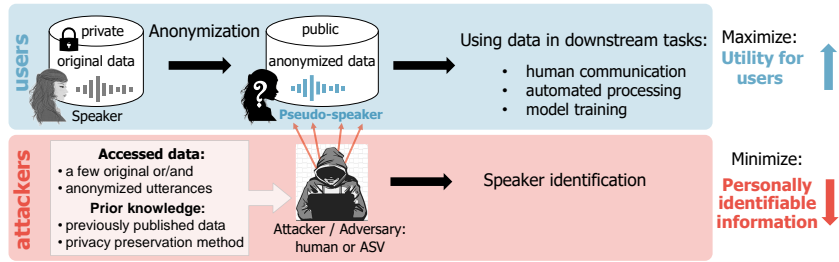 users
private
original data
Speaker
Anonymization
public
anonymized data
?
Pseudo-speaker
Using data in downstream tasks:
• human communication
• automated processing
• model training
Maximize:
Utility for
users
attackers
Accessed data:
• a few original or/and
• anonymized utterances
Prior knowledge:
• previously published data
• privacy preservation method
Attacker / Adversary:
human or ASV
Speaker identification
Minimize:
Personally
identifiable
information